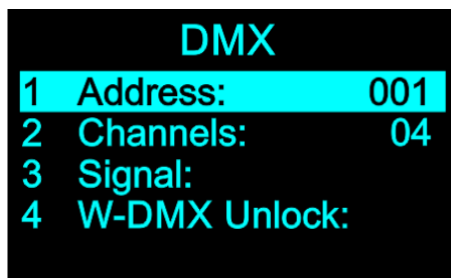 DMX
1 Address: 001
2 Channels: 04
3 Signal:
4 W-DMX Unlock: